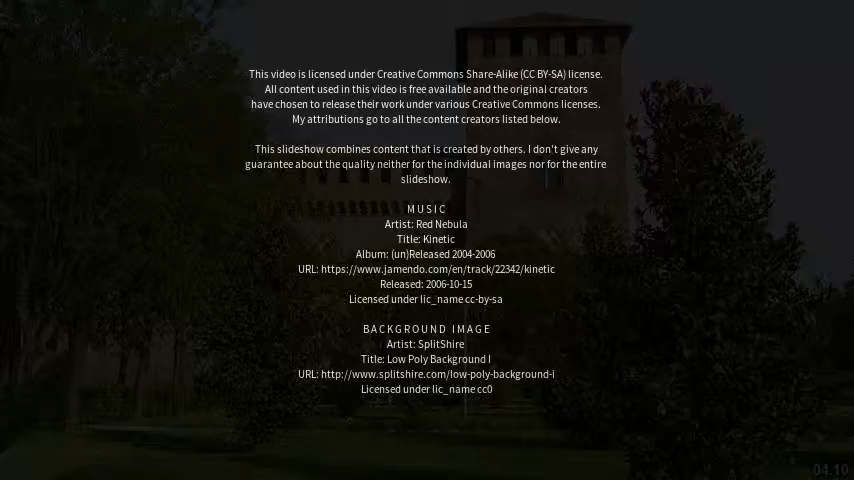 This video is licensed under Creative Commons Share-Alike (CC BY-SA) license.
All content used in this video is free available and the original creators
have chosen to release their work under various Creative Commons licenses.
My attributions go to all the content creators listed below.
This slideshow combines content that is created by others. I don't give any
guarantee about the quality neither for the individual images nor for the entire
slideshow.
MUSIC
Artist: Red Nebula
Title: Kinetic
Album: (un)Released 2004-2006
URL: https://www.jamendo.com/en/track/22342/kinetic
Released: 2006-10-15
Licensed under lic_name cc-by-sa
BACKGROUND IMAGE
Artist: SplitShire
Title: Low Poly Background I
URL: http://www.splitshire.com/low-poly-background-i
Licensed under lic_name cc0
04.10